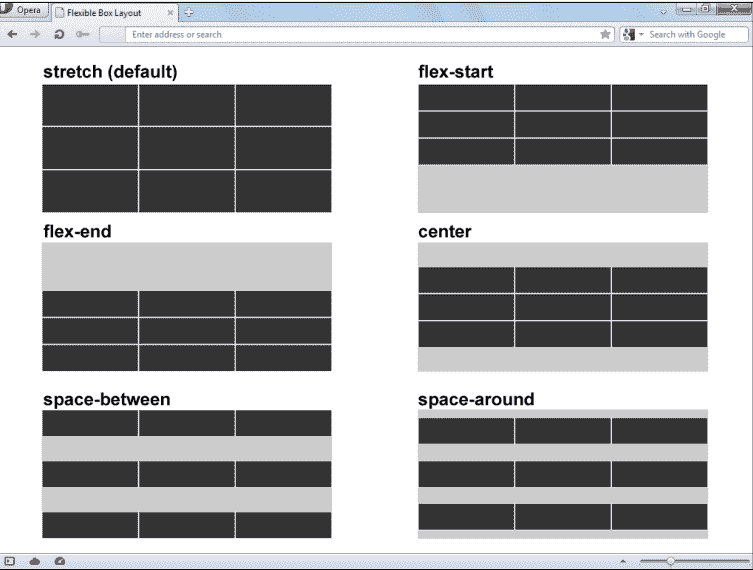 Opera
Flexible Box Layout
Enter address or search
Search with Google
stretch (default)
flex-start
flex-end
center
space-between
space-around